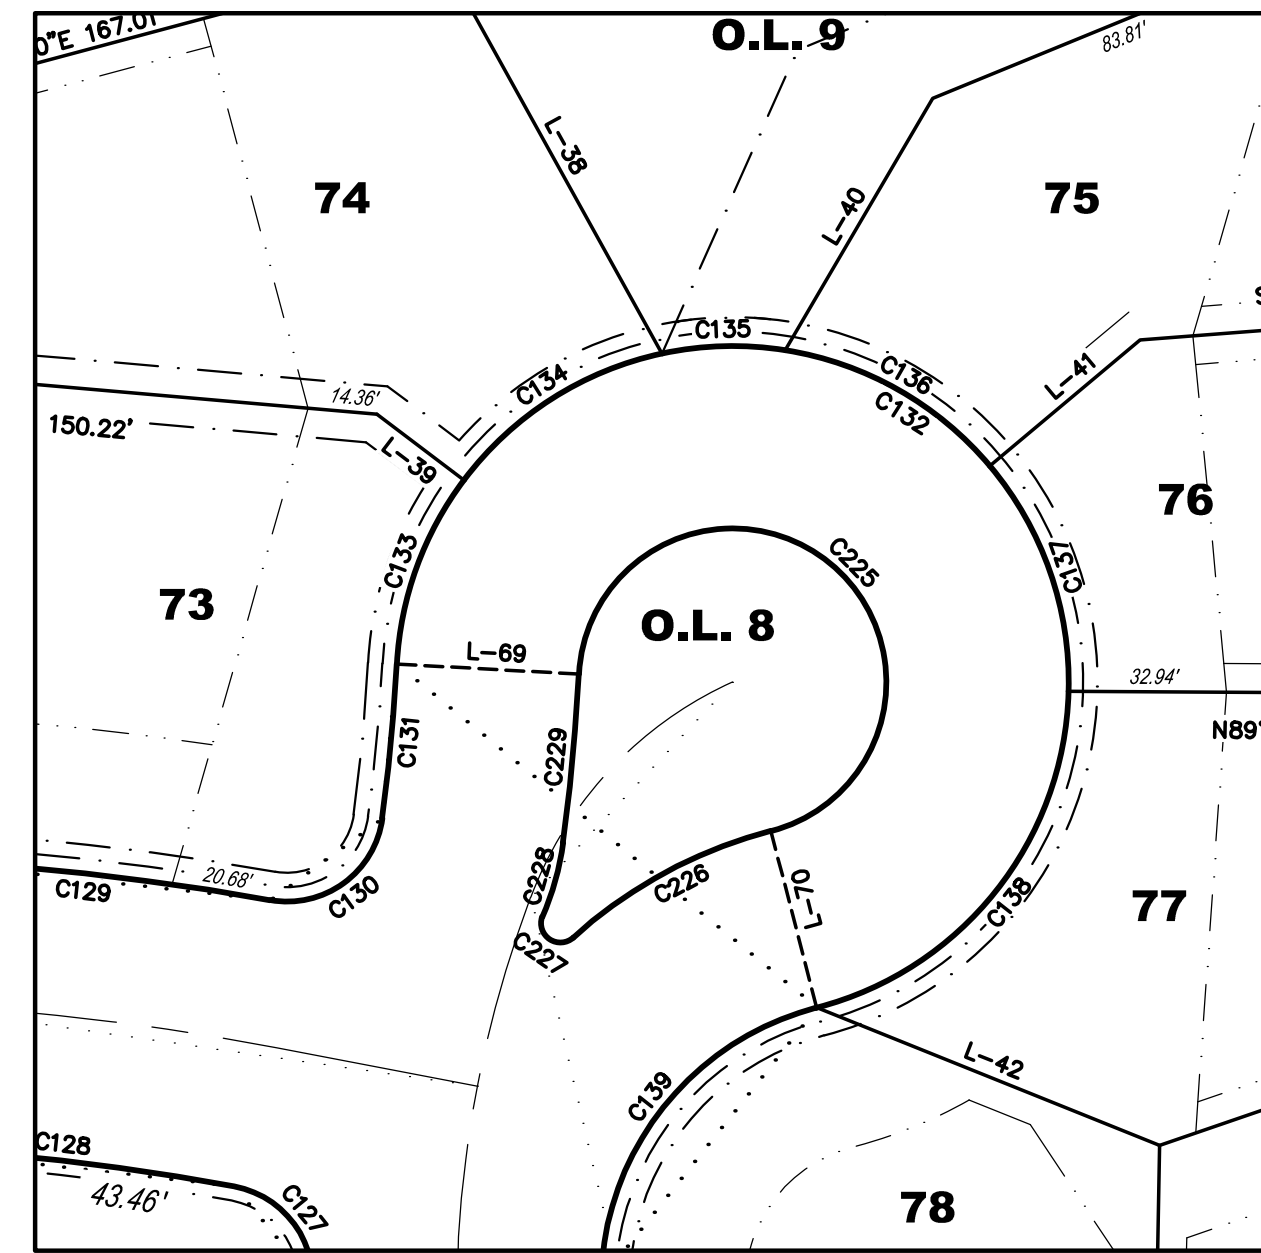 0"E 167.01'
O.L. 9
83.81'
L-38
74
L-40
75
S
C135
C134
C136
C132
L-41
14.36'
150.22'
L-39
76
C133
C137
C225
73
O.L. 8
L-69
32.94'
N89°
C131
C229
C129
20.68'
C130
C228
C226
L-70
C138
77
C227
C139
L-42
C128
43.46'
C127
78